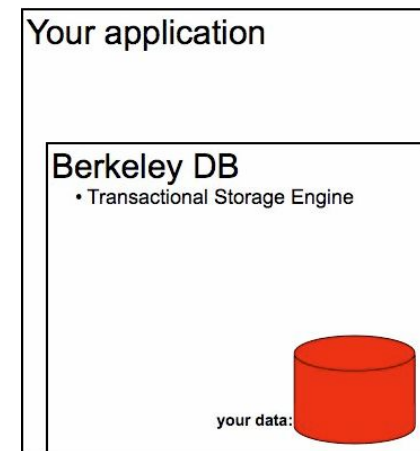 Your application
Berkeley DB
• Transactional Storage Engine
your data: